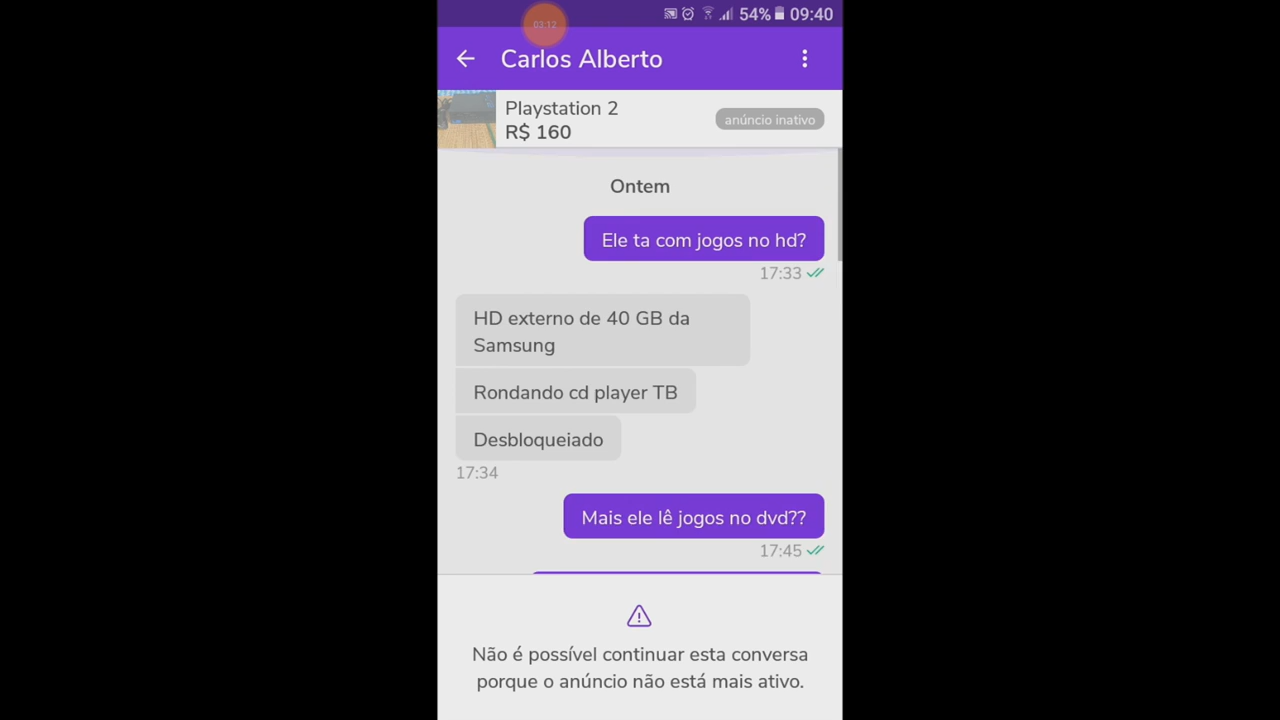 03:12
54% 09:40
Carlos Alberto
Playstation 2
R$ 160
anúncio inativo
Ontem
Ele ta com jogos no hd?
17:33
HD externo de 40 GB da
Samsung
Rondando cd player TB
Desbloqueiado
17:34
Mais ele lê jogos no dvd??
17:45
Não é possível continuar esta conversa
porque o anúncio não está mais ativo.